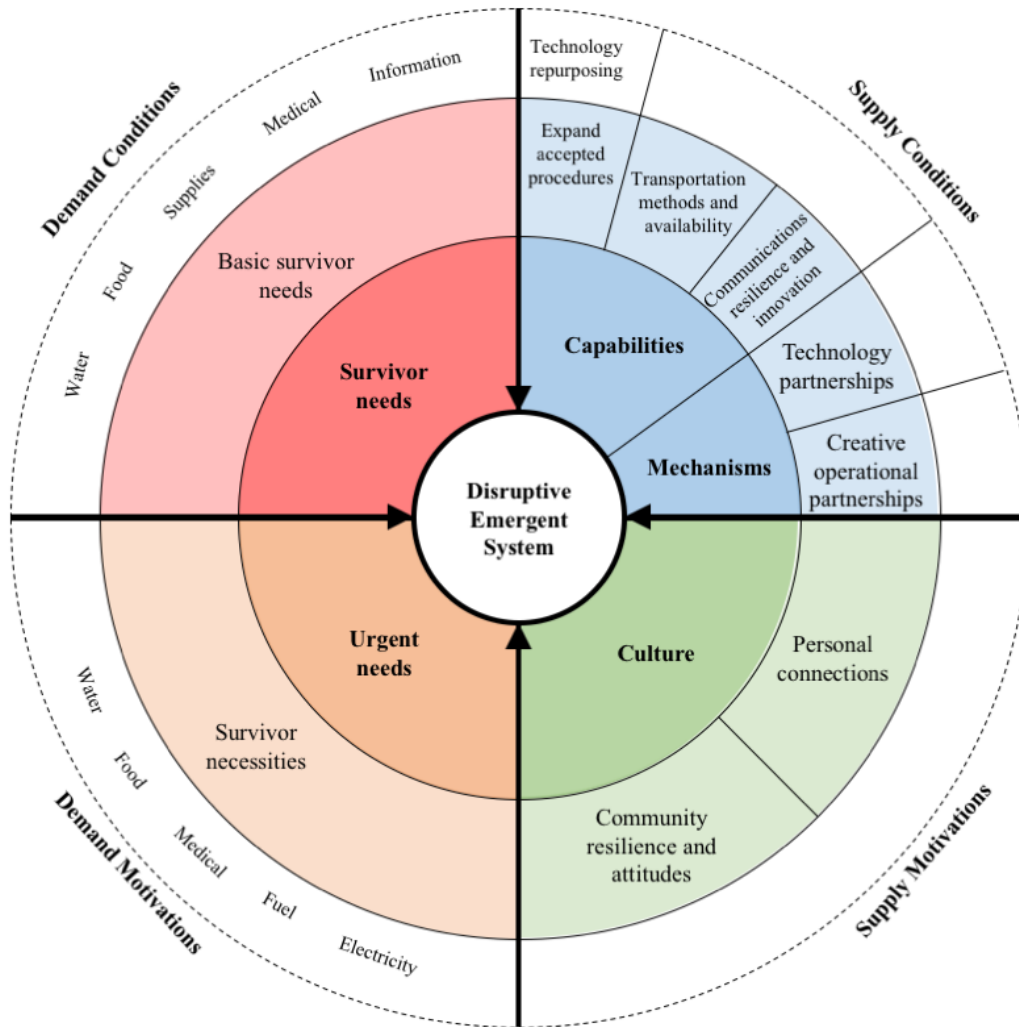 Demand Conditions
Water
Food
Supplies
Medical
Information
Basic survivor
needs
Survivor
needs
Supply Conditions
Technology
repurposing
Expand
accepted
procedures
Transportation
methods and
availability
Communications
resilience and
innovation
Technology
partnerships
Creative
operational
partnerships
Capabilities
Mechanisms
Disruptive
Emergent
System
Demand Motivations
Water
Food
Medical
Fuel
Electricity
Survivor
necessities
Urgent
needs
Supply Motivations
Culture
Personal
connections
Community
resilience and
attitudes